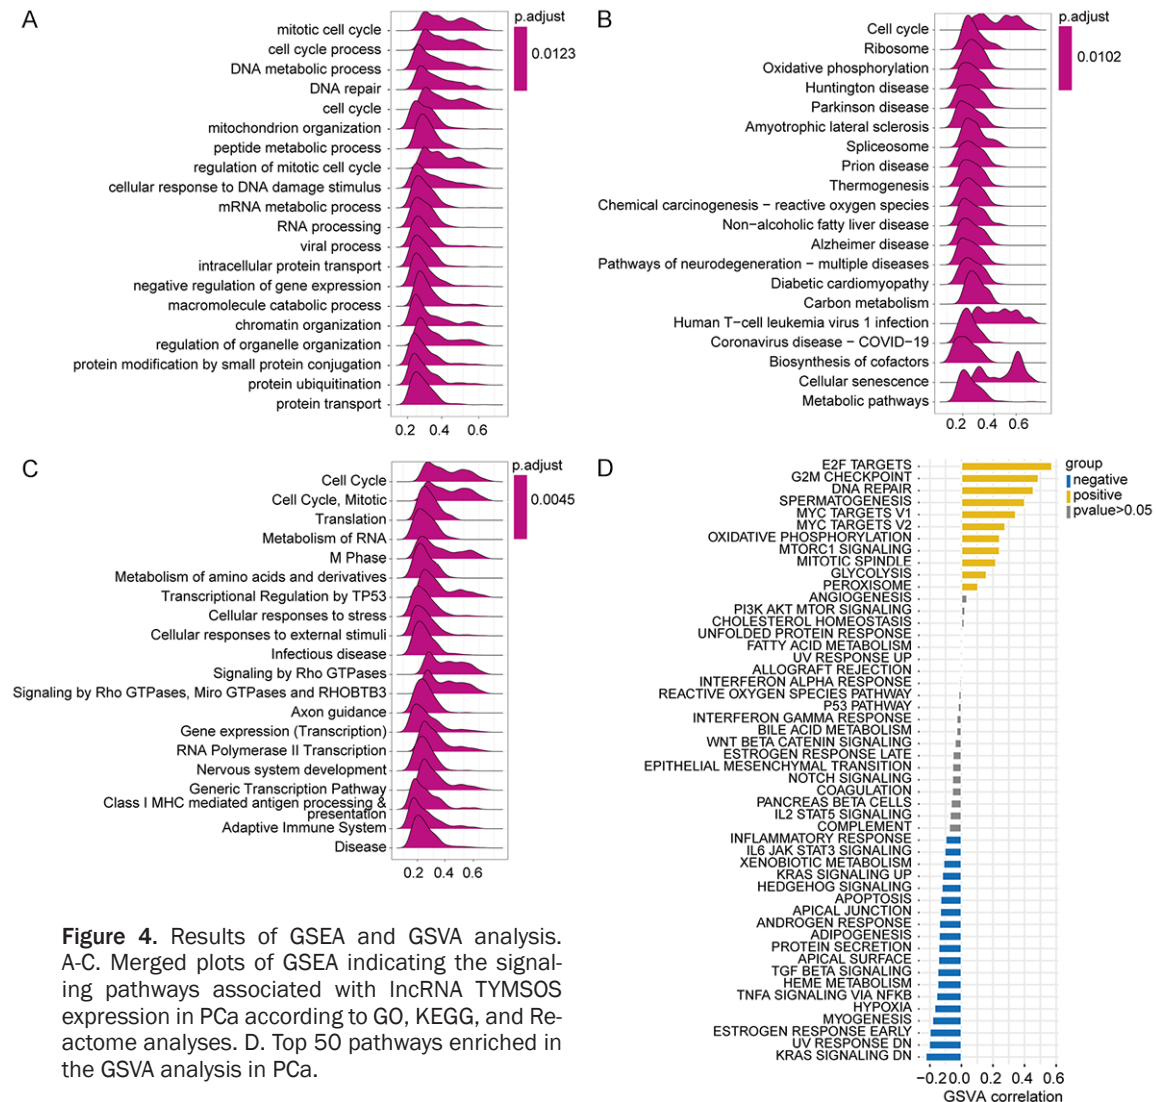 A
mitotic cell cycle
cell cycle process
DNA metabolic process
DNA repair
cell cycle
mitochondrion organization
peptide metabolic process
regulation of mitotic cell cycle
cellular response to DNA damage stimulus
mRNA metabolic process
RNA processing
viral process
intracellular protein transport
negative regulation of gene expression
macromolecule catabolic process
chromatin organization
regulation of organelle organization
protein modification by small protein conjugation
protein ubiquitination
protein transport
0.2 0.4 0.6
p.adjust
0.0123
B
Cell cycle
Ribosome
Oxidative phosphorylation
Huntington disease
Parkinson disease
Amyotrophic lateral sclerosis
Spliceosome
Prion disease
Thermogenesis
Chemical carcinogenesis − reactive oxygen species
Non−alcoholic fatty liver disease
Alzheimer disease
Pathways of neurodegeneration − multiple diseases
Diabetic cardiomyopathy
Carbon metabolism
Human T−cell leukemia virus 1 infection
Coronavirus disease − COVID−19
Biosynthesis of cofactors
Cellular senescence
Metabolic pathways
0.2 0.4 0.6
p.adjust
0.0102
C
Cell Cycle
Cell Cycle, Mitotic
Translation
Metabolism of RNA
M Phase
Metabolism of amino acids and derivatives
Transcriptional Regulation by TP53
Cellular responses to stress
Cellular responses to external stimuli
Infectious disease
Signaling by Rho GTPases
Signaling by Rho GTPases, Miro GTPases and RHOBTB3
Axon guidance
Gene expression (Transcription)
RNA Polymerase II Transcription
Nervous system development
Generic Transcription Pathway
Class I MHC mediated antigen processing &
presentation
Adaptive Immune System
Disease
0.2 0.4 0.6
p.adjust
0.0045
D
E2F TARGETS
G2M CHECKPOINT
DNA REPAIR
SPERMATOGENESIS
MYC TARGETS V1
MYC TARGETS V2
OXIDATIVE PHOSPHORYLATION
MTORC1 SIGNALING
MITOTIC SPINDLE
GLYCOLYSIS
PEROXISOME
ANGIOGENESIS
PI3K AKT MTOR SIGNALING
CHOLESTEROL HOMEOSTASIS
UNFOLDED PROTEIN RESPONSE
FATTY ACID METABOLISM
UV RESPONSE UP
ALLOGRAFT REJECTION
INTERFERON ALPHA RESPONSE
REACTIVE OXYGEN SPECIES PATHWAY
P53 PATHWAY
INTERFERON GAMMA RESPONSE
BILE ACID METABOLISM
WNT BETA CATENIN SIGNALING
ESTROGEN RESPONSE LATE
EPITHELIAL MESENCHYMAL TRANSITION
NOTCH SIGNALING
COAGULATION
PANCREAS BETA CELLS
IL2 STAT5 SIGNALING
COMPLEMENT
INFLAMMATORY RESPONSE
IL6 JAK STAT3 SIGNALING
XENOBIOTIC METABOLISM
KRAS SIGNALING UP
HEDGEHOG SIGNALING
APOPTOSIS
APICAL JUNCTION
ANDROGEN RESPONSE
ADIPOGENESIS
PROTEIN SECRETION
APICAL SURFACE
TGF BETA SIGNALING
HEME METABOLISM
TNFA SIGNALING VIA NFKB
HYPOXIA
MYOGENESIS
ESTROGEN RESPONSE EARLY
UV RESPONSE DN
KRAS SIGNALING DN
−0.2 0.0 0.2 0.4 0.6
GSVA correlation
group
negative
positive
pvalue>0.05
Figure 4. Results of GSEA and GSVA analysis.
A-C. Merged plots of GSEA indicating the signal-
ing pathways associated with lncRNA TYMSOS
expression in PCa according to GO, KEGG, and Re-
actome analyses. D. Top 50 pathways enriched in
the GSVA analysis in PCa.